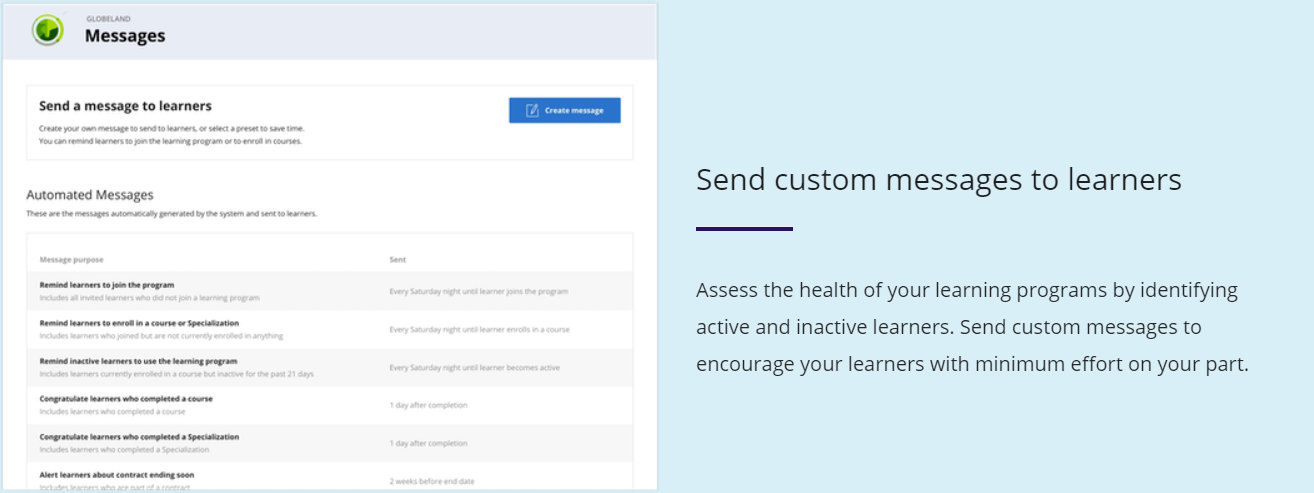 GLOBELAND
Messages
Send a message to learners
Create your own message to send to learners, or select a preset to save time.
You can remind learners to join the learning program or to enroll in courses.
Create message
Automated Messages
These are the messages automatically generated by the system and sent to learners.
Message purpose Sent
Remind learners to join the program
Includes all invited learners who did not join a learning program
Every Saturday night until learner joins the program
Remind learners to enroll in a course or Specialization
Includes learners who joined but are not currently enrolled in anything
Every Saturday night until learner enrolls in a course
Remind inactive learners to use the learning program
Includes learners currently enrolled in a course but inactive for the past 21 days
Every Saturday night until learner becomes active
Congratulate learners who completed a course
Includes learners who completed a course
1 day after completion
Congratulate learners who completed a Specialization
Includes learners who completed a Specialization
1 day after completion
Alert learners about contract ending soon
Includes learners who are part of a contract
2 weeks before end date
Send custom messages to learners
Assess the health of your learning programs by identifying
active and inactive learners. Send custom messages to
encourage your learners with minimum effort on your part.